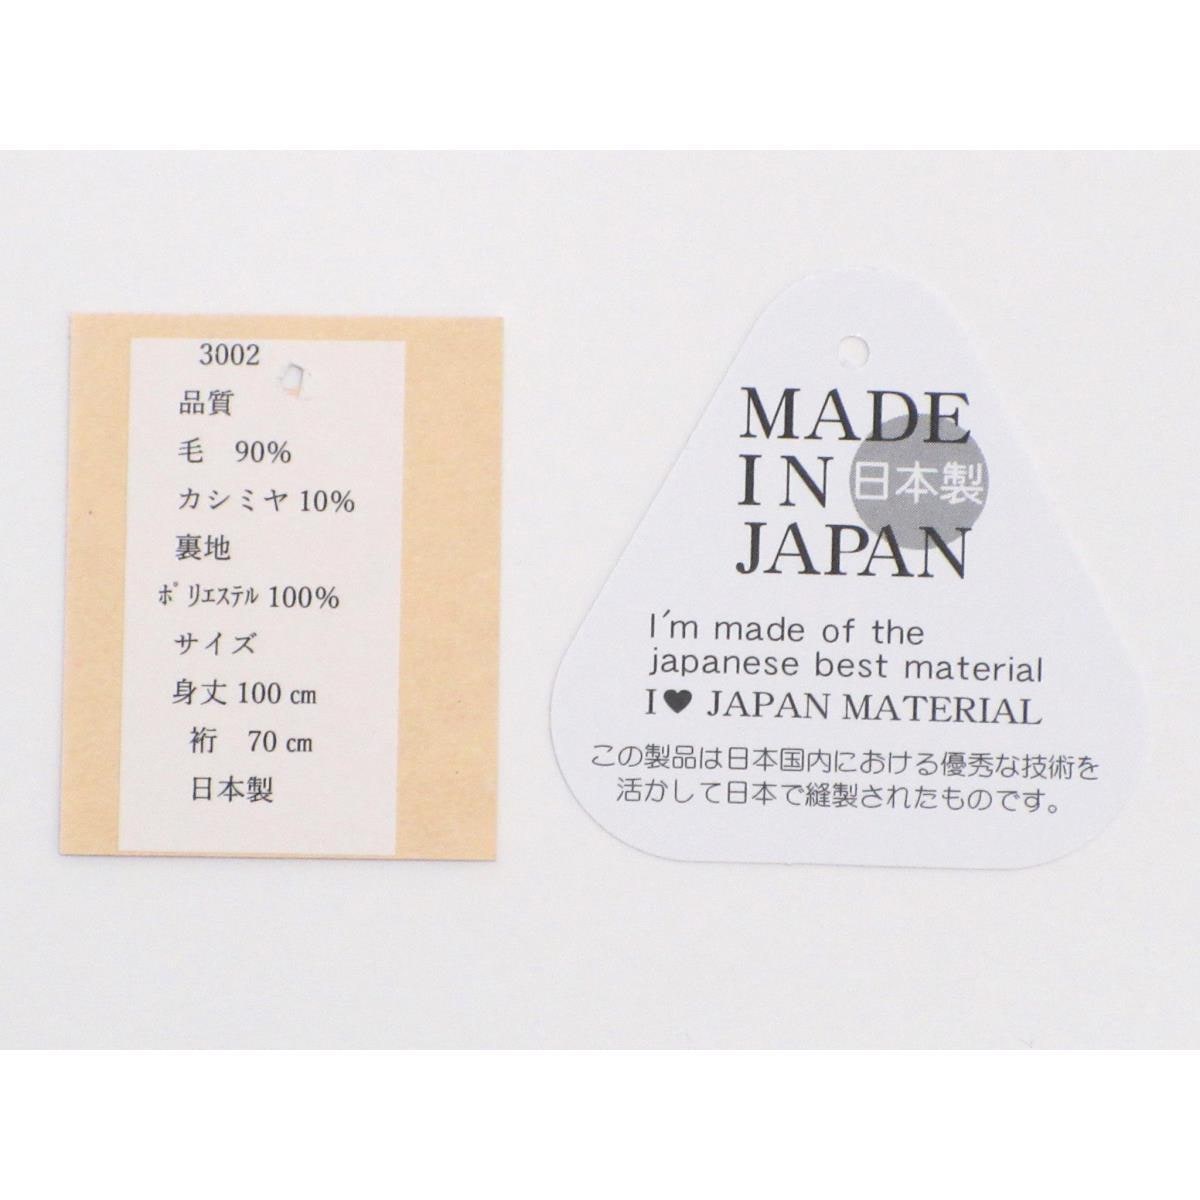 3002
品質
毛　90%
カシミヤ 10%
裏地
ﾎﾟﾘｴｽﾃﾙ 100%
サイズ
身丈 100 ㎝
裄　70 ㎝
日本製
MADE
IN 日本製
JAPAN
I'm made of the
japanese best material
I♥ JAPAN MATERIAL
この製品は日本国内における優秀な技術を
活かして日本で縫製されたものです。